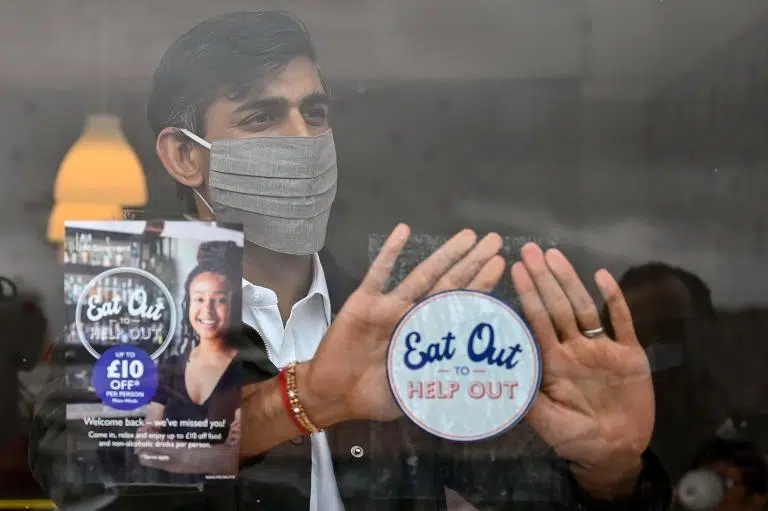 Eat Out
TO
HELP OUT
UP TO
£10
OFF*
PER PERSON
Mon-Weds
Welcome back – we've missed you!
Come in, relax and enjoy up to £10 off food
and non-alcoholic drinks per person.
Eat Out
TO
HELP OUT